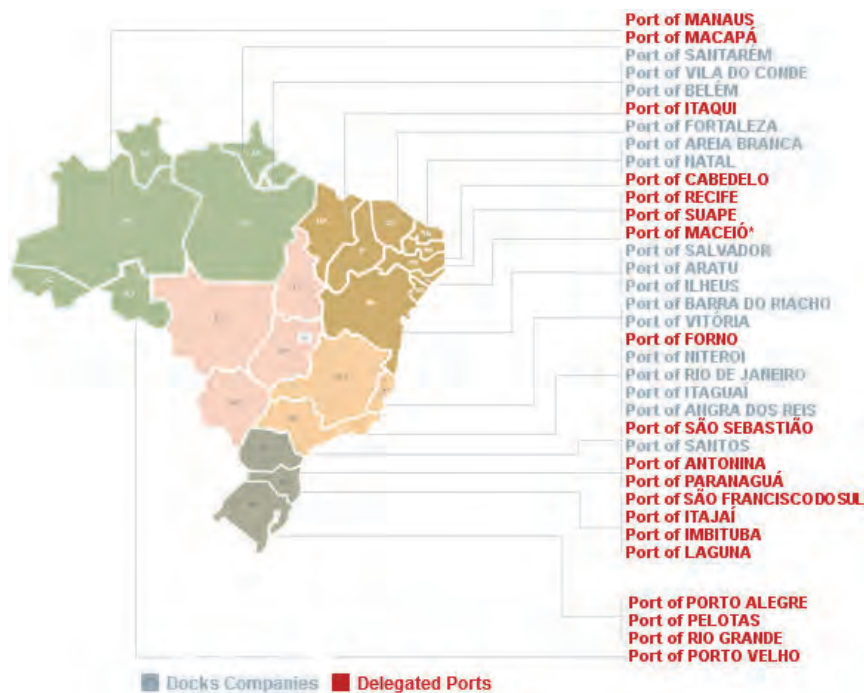 Port of MANAUS
Port of MACAPÁ
Port of SANTARÉM
Port of VILA DO CONDE
Port of BELÉM
Port of ITAQUI
Port of FORTALEZA
Port of AREIA BRANCA
Port of NATAL
Port of CABEDELO
Port of RECIFE
Port of SUAPE
Port of MACEIÓ*
Port of SALVADOR
Port of ARATU
Port of ILHEUS
Port of BARRA DO RIACHO
Port of VITÓRIA
Port of FORNO
Port of NITEROI
Port of RIO DE JANEIRO
Port of ITAGUAÍ
Port of ANGRA DOS REIS
Port of SÃO SEBASTIÃO
Port of SANTOS
Port of ANTONINA
Port of PARANAGUÁ
Port of SÃO FRANCISCO DO SUL
Port of ITAJAÍ
Port of IMBITUBA
Port of LAGUNA
Port of PORTO ALEGRE
Port of PELOTAS
Port of RIO GRANDE
Port of PORTO VELHO
Docks Companies
Delegated Ports